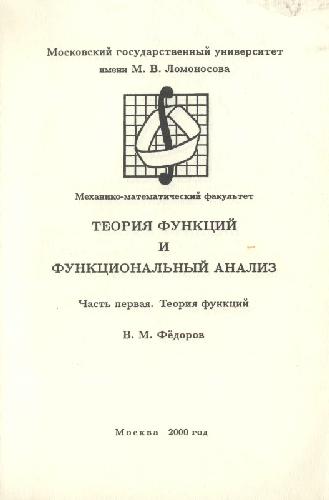 Московский государственный университет
имени М. В. Ломоносова
Механико-математический факультет
ТЕОРИЯ ФУНКЦИЙ
И
ФУНКЦИОНАЛЬНЫЙ АНАЛИЗ
Часть первая. Теория функций
В. М. Фёдоров
Москва 2000 год